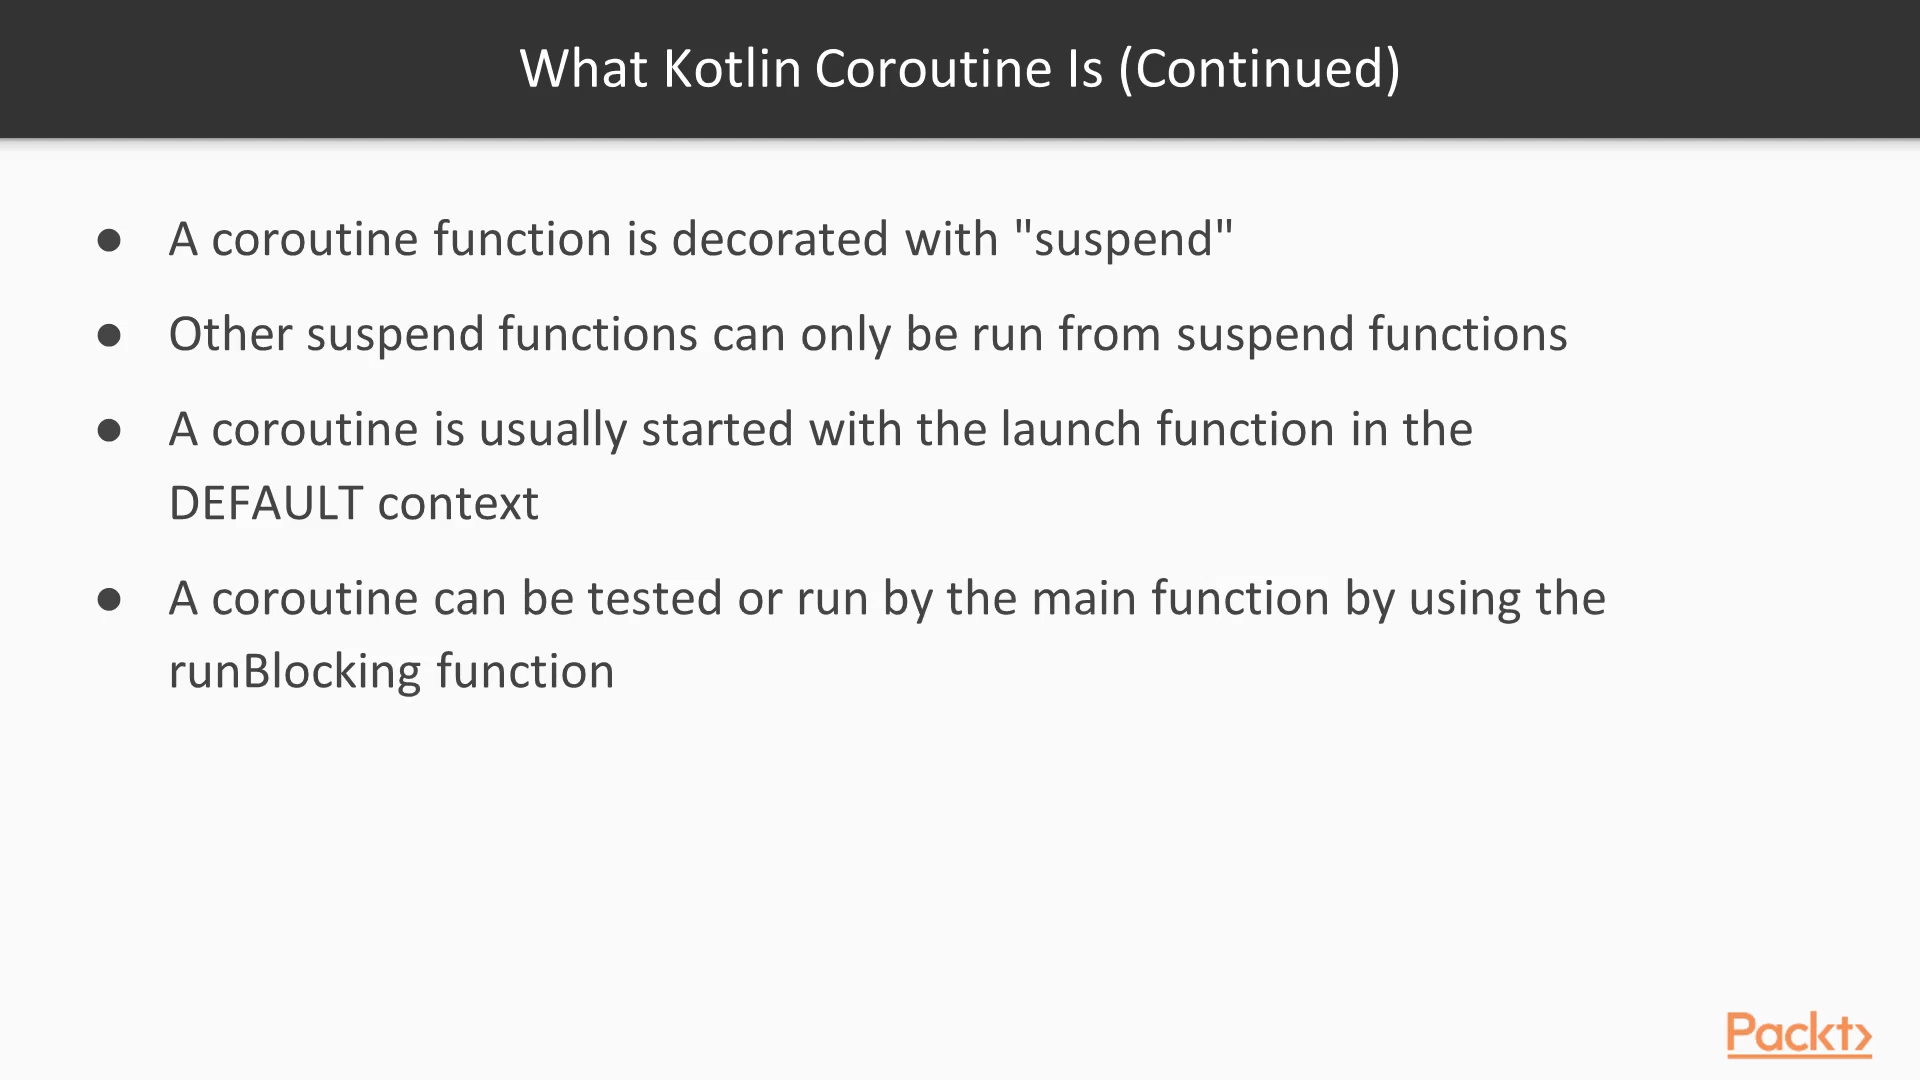 What Kotlin Coroutine Is (Continued)
● A coroutine function is decorated with "suspend"
● Other suspend functions can only be run from suspend functions
● A coroutine is usually started with the launch function in the
DEFAULT context
● A coroutine can be tested or run by the main function by using the
runBlocking function
Packt>